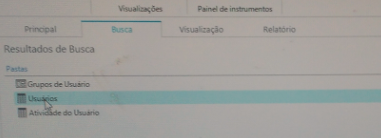 Visualizações Painel de instrumentos
Principal Busca Visualização Relatório
Resultados de Busca
Pastas
Grupos de Usuário
Usuários
Atividade do Usuário